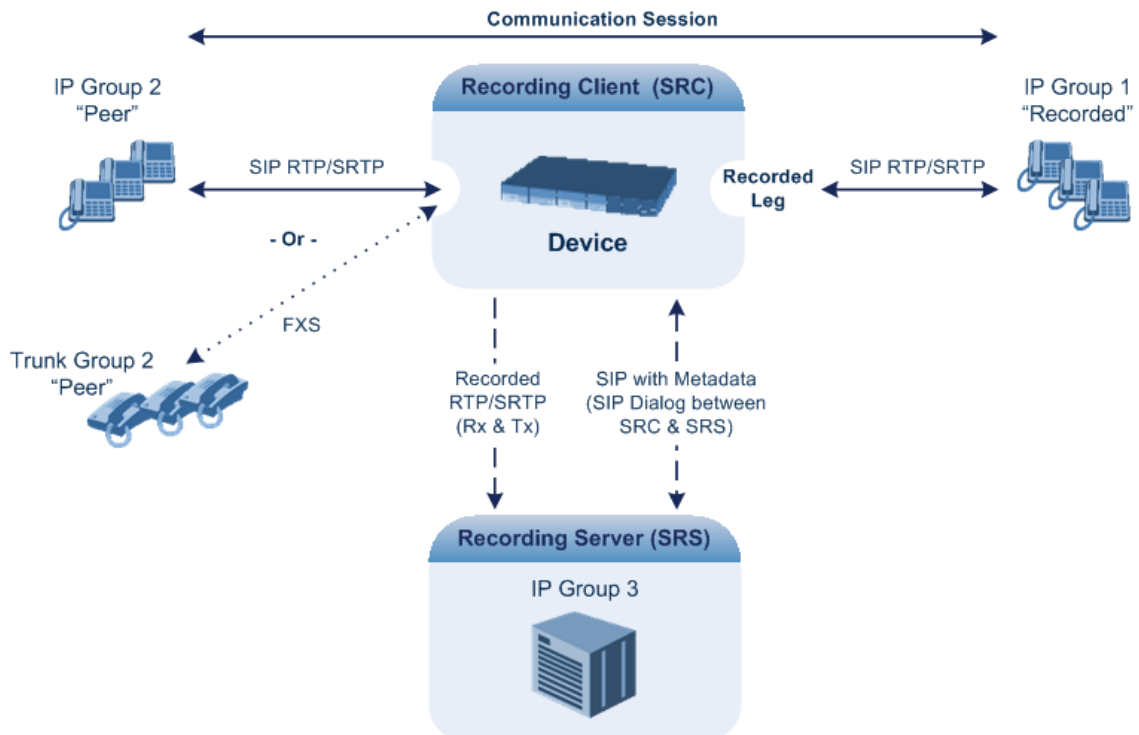 Communication Session
IP Group 2
“Peer”
Recording Client (SRC)
IP Group 1
“Recorded”
SIP RTP/SRTP
Recorded
Leg
SIP RTP/SRTP
Device
- Or -
FXS
Trunk Group 2
“Peer”
Recorded
RTP/SRTP
(Rx & Tx)
SIP with Metadata
(SIP Dialog between
SRC & SRS)
Recording Server (SRS)
IP Group 3